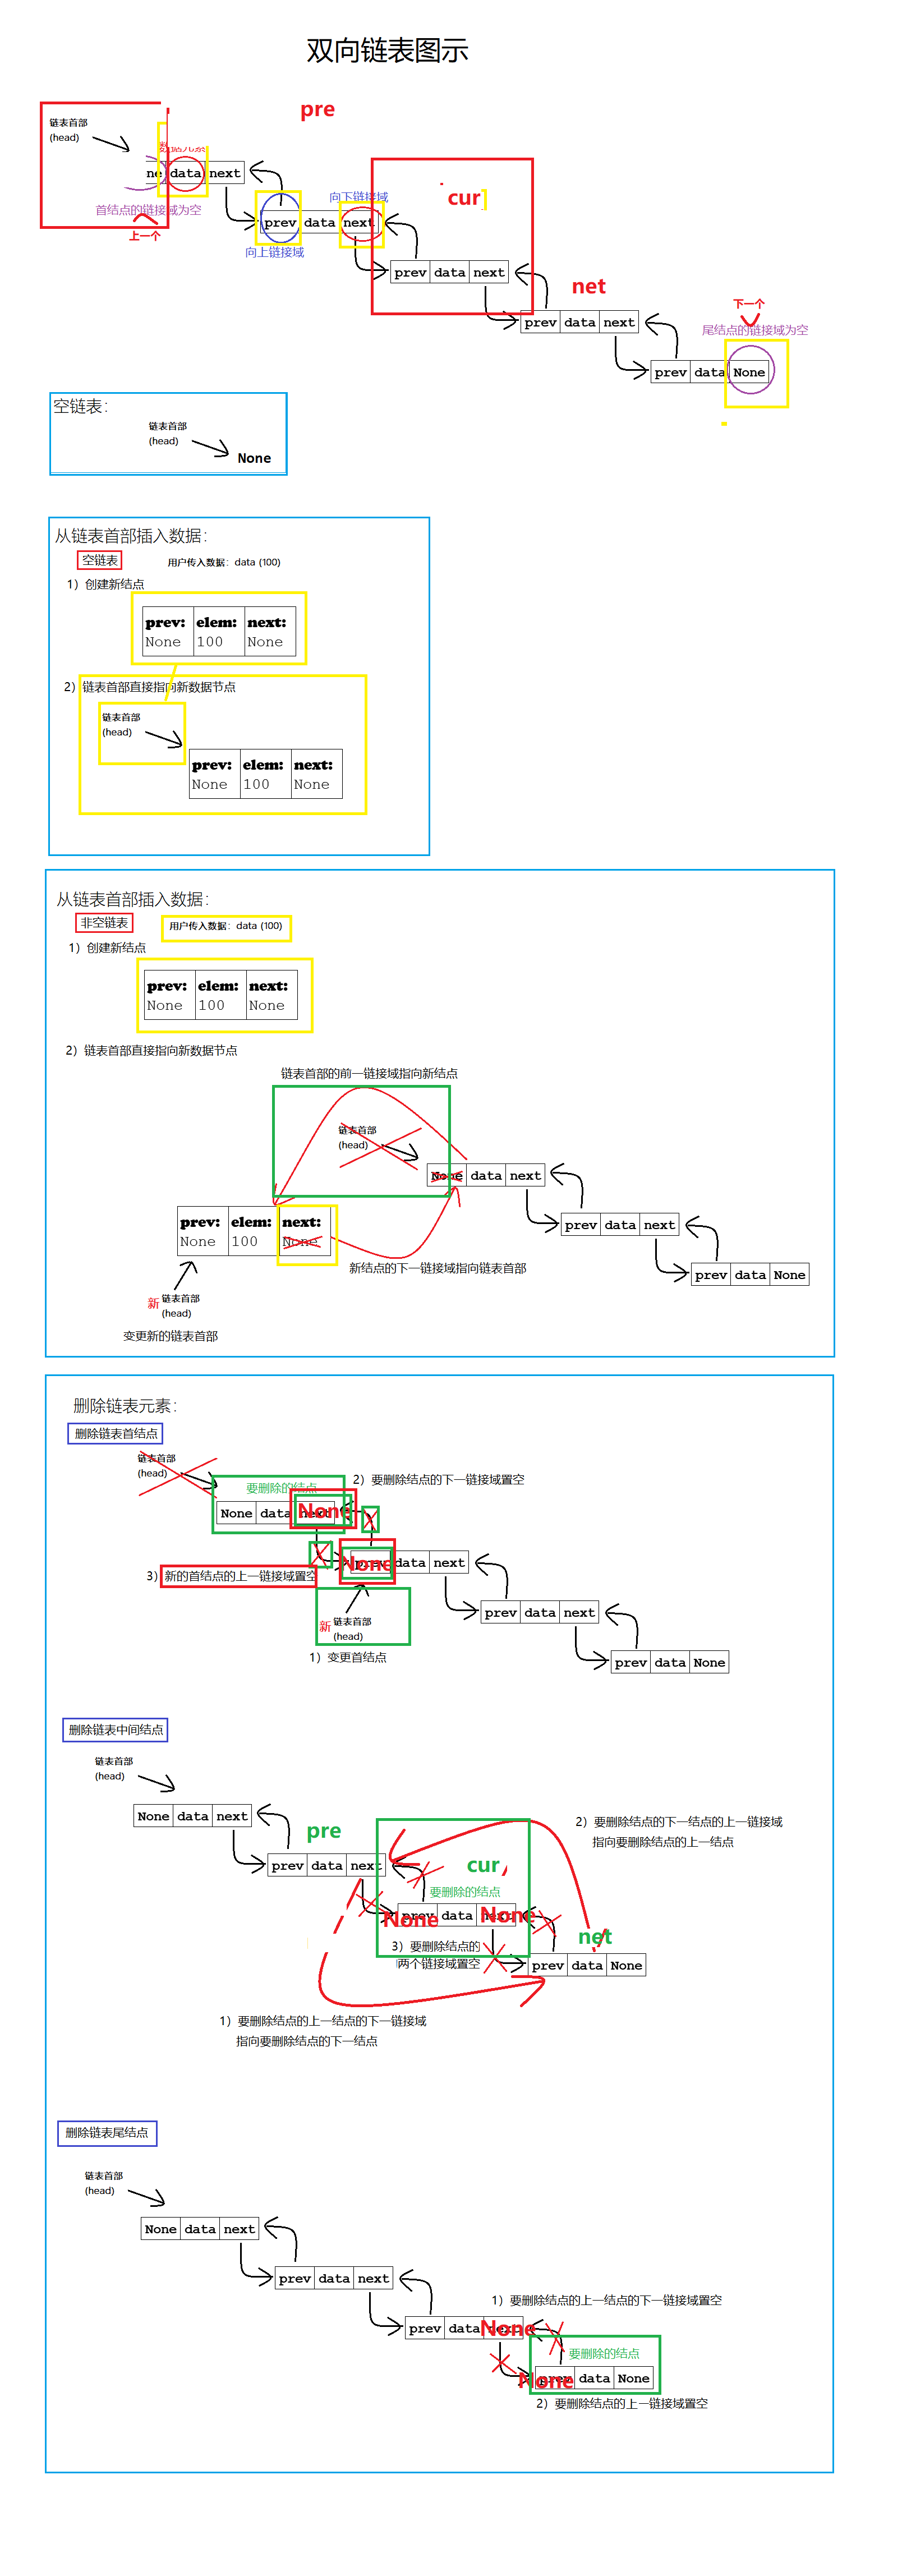 双向链表图示
pre
链表首部
(head)
数据元素
ne data next
首结点的链接域为空
上一个
向下链接域
cur
prev data next
向上链接域
prev data next
net
下一个
prev data next
尾结点的链接域为空
prev data None
空链表：
链表首部
(head)
None
从链表首部插入数据：
空链表
用户传入数据：data (100)
1）创建新结点
prev: elem: next:
None 100 None
2）链表首部直接指向新数据节点
链表首部
(head)
prev: elem: next:
None 100 None
从链表首部插入数据：
非空链表
用户传入数据：data (100)
1）创建新结点
prev: elem: next:
None 100 None
2）链表首部直接指向新数据节点
链表首部的前一链接域指向新结点
链表首部
(head)
None data next
prev: elem: next:
None 100 None
prev data next
新结点的下一链接域指向链表首部
prev data None
新 链表首部
(head)
变更新的链表首部
删除链表元素：
删除链表首结点
链表首部
(head)
2）要删除结点的下一链接域置空
要删除的结点
None data next
None
prev data next
None
3）新的首结点的上一链接域置空
新 链表首部
(head)
prev data next
1）变更首结点
prev data None
删除链表中间结点
链表首部
(head)
None data next
2）要删除结点的下一结点的上一链接域
指向要删除结点的上一结点
pre
prev data next
cur
要删除的结点
prev data next
None None
net
3）要删除结点的
两个链接域置空
prev data None
1）要删除结点的上一结点的下一链接域
指向要删除结点的下一结点
删除链表尾结点
链表首部
(head)
None data next
prev data next
1）要删除结点的上一结点的下一链接域置空
prev data next
None
要删除的结点
prev data None
None
2）要删除结点的上一链接域置空